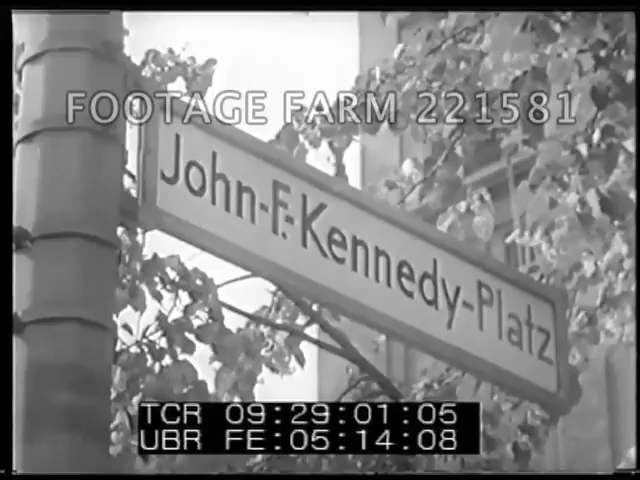 FOOTAGE FARM 221581
John-F.-Kennedy-Platz
TCR 09:29:01:05
UBR FE:05:14:08